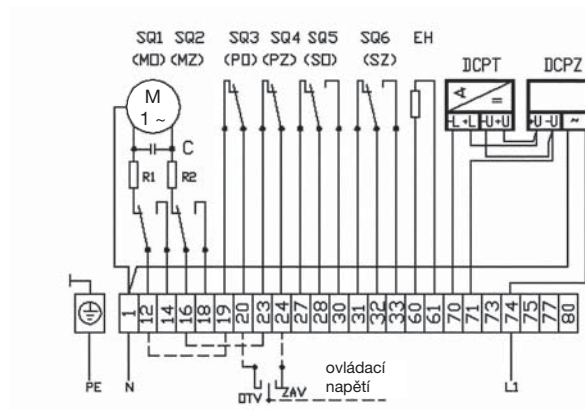 SQ1 SQ2 SQ3 SQ4 SQ5 SQ6 EH
(MO) (MZ) (PO) (PZ) (SO) (SZ)
DCPT DCPZ
M
1 ~
A =
-L +L -U +U +U -U ~
C
R1 R2
1 12 14 16 18 19 20 23 24 27 28 30 31 32 33 60 61 70 71 73 74 75 77 80
PE N OTV ZAV ovládací
napětí
L1